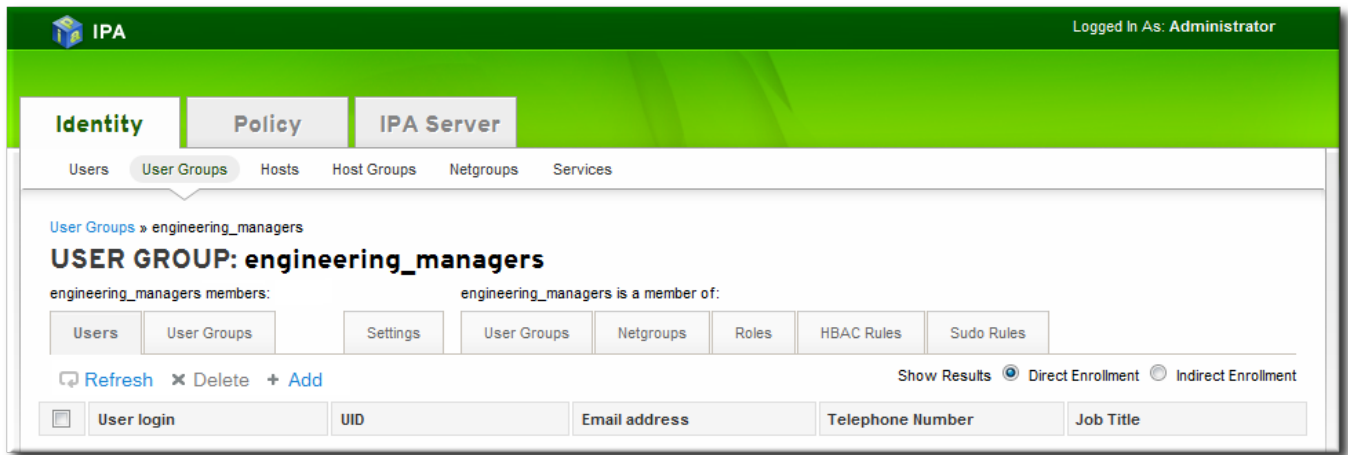 IPA Logged In As: Administrator
Identity Policy IPA Server
Users User Groups Hosts Host Groups Netgroups Services
User Groups » engineering_managers
USER GROUP: engineering_managers
engineering_managers members: engineering_managers is a member of:
Users User Groups Settings User Groups Netgroups Roles HBAC Rules Sudo Rules
Refresh Delete + Add Show Results Direct Enrollment Indirect Enrollment
User login UID Email address Telephone Number Job Title